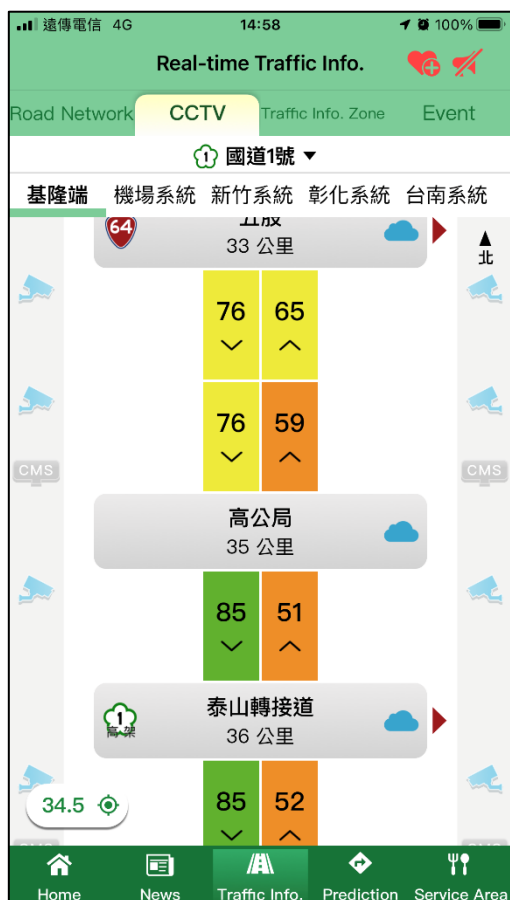 遠傳電信 4G 14:58 100%
Real-time Traffic Info.
Road Network CCTV Traffic Info. Zone Event
1 國道1號
基隆端 機場系統 新竹系統 彰化系統 台南系統
64 五股
33 公里
北
76 65
76 59
CMS CMS
高公局
35 公里
85 51
1 泰山轉接道
高架 36 公里
34.5 85 52
Home News Traffic Info. Prediction Service Area